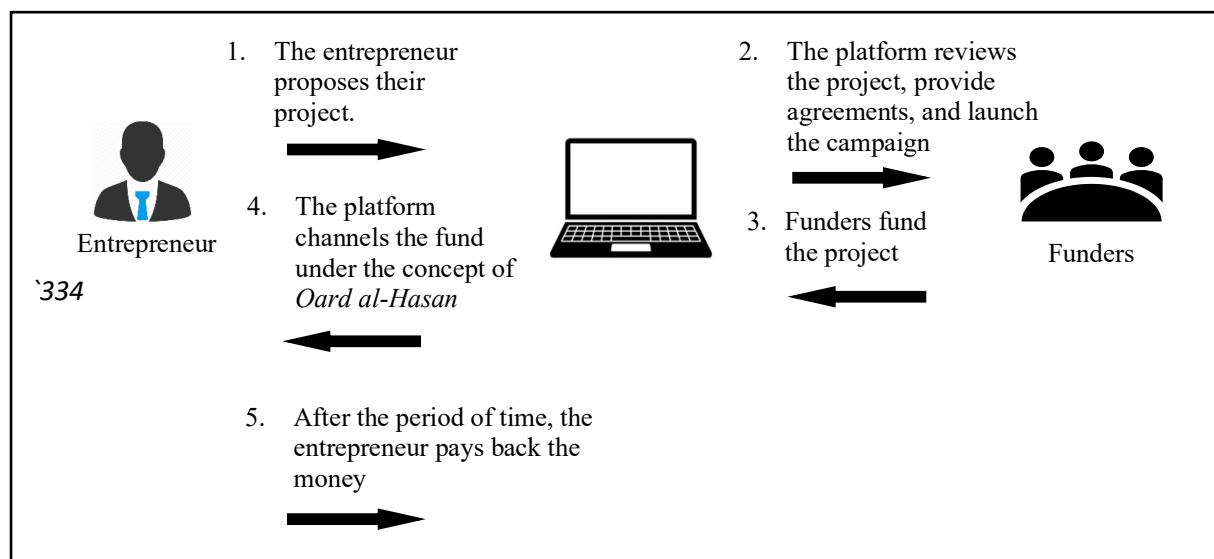 1. The entrepreneur
proposes their
project.
2. The platform reviews
the project, provide
agreements, and launch
the campaign
Entrepreneur
`334
4. The platform
channels the fund
under the concept of
Oard al-Hasan
3. Funders fund
the project
Funders
5. After the period of time, the
entrepreneur pays back the
money